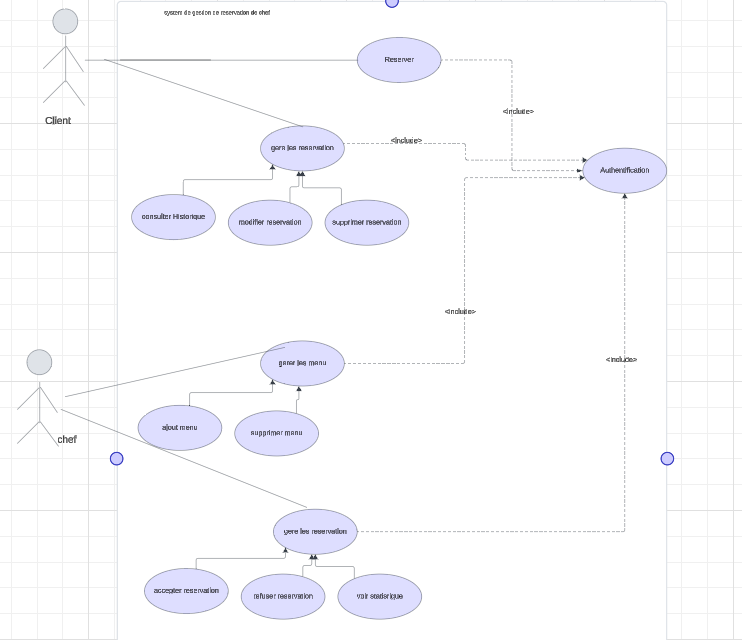 system de gestion de reservation de chef
Reserver
<include>
Client
gere les reservation
<include>
Authentification
consulter Historique
modifier reservation
supprimer reservation
<include>
gerer les menu
<include>
ajout menu
supprimer menu
chef
gere les reservation
accepter reservation
refuser reservation
voir statistique